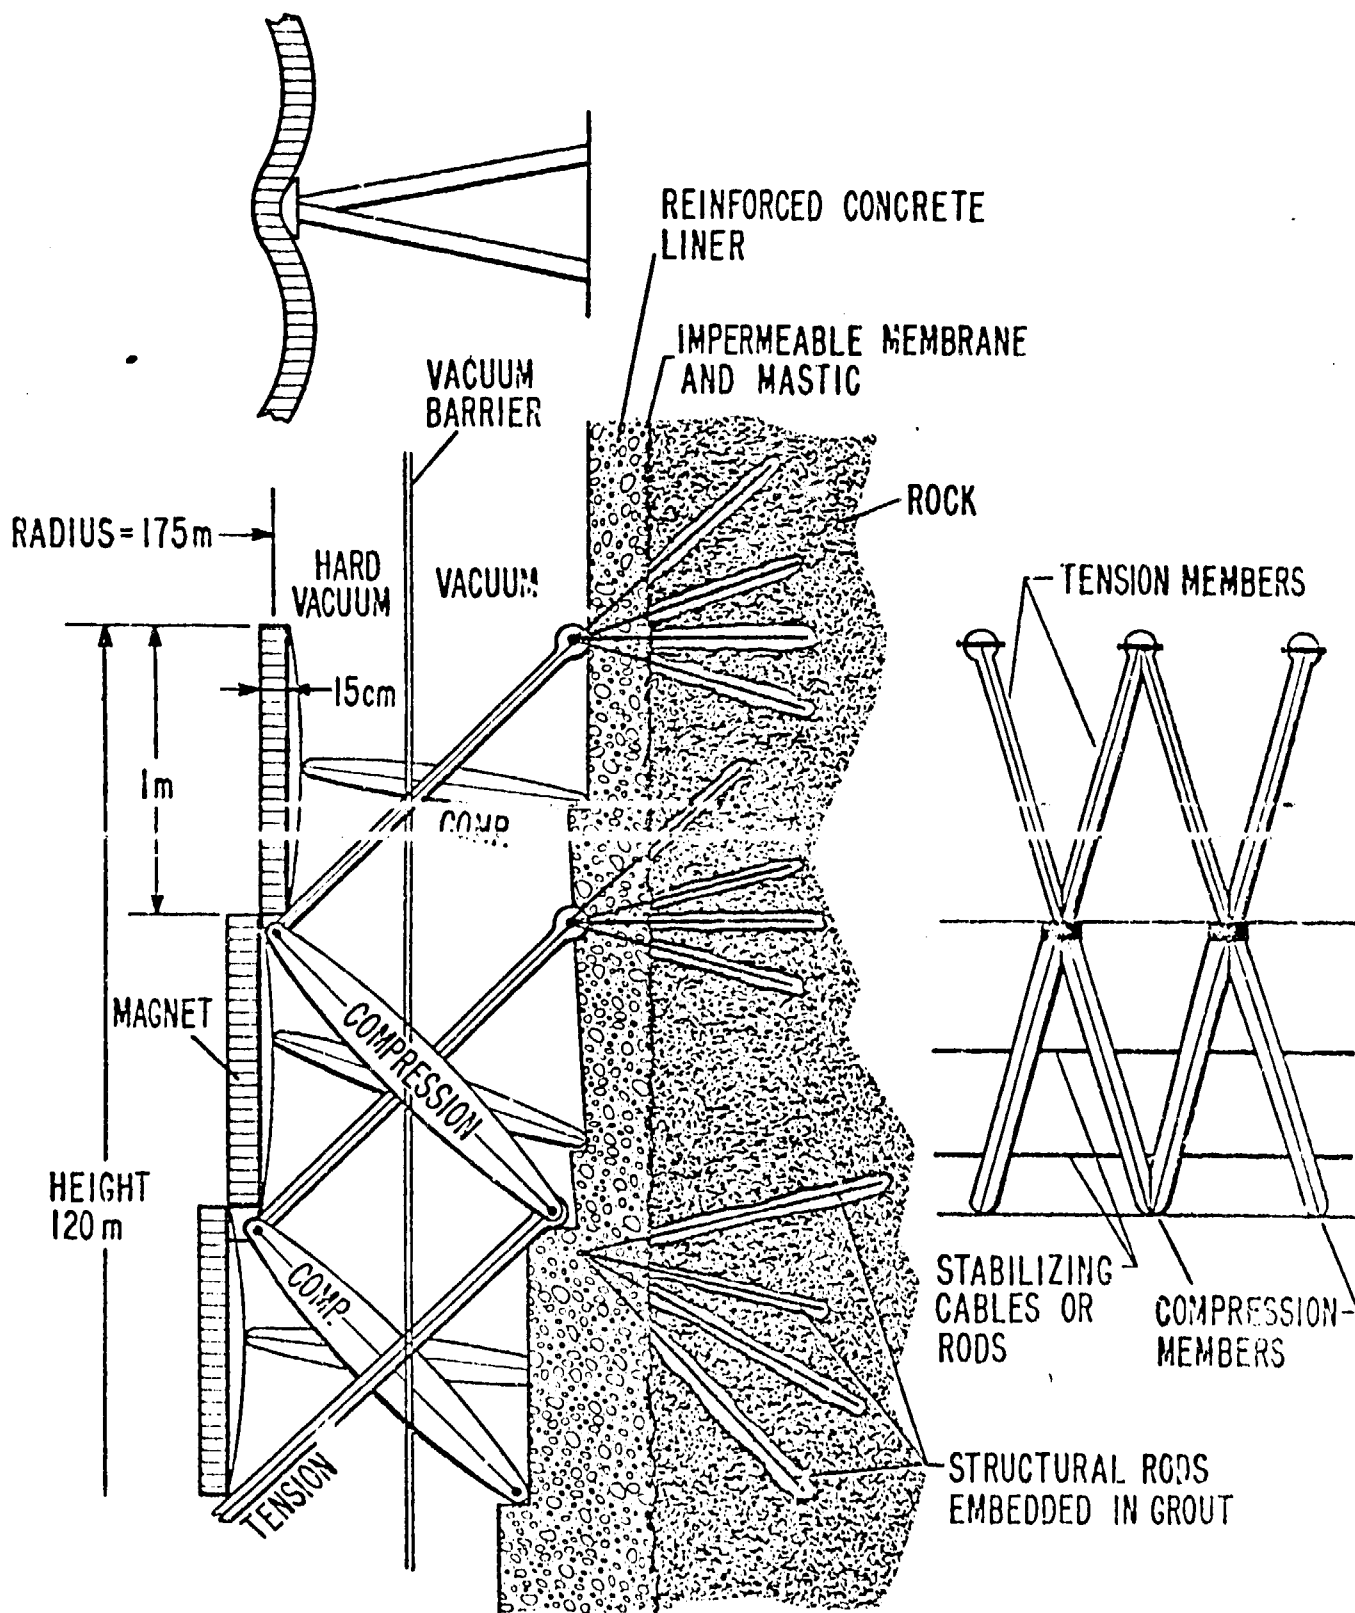 REINFORCED CONCRETE
LINER
IMPERMEABLE MEMBRANE
AND MASTIC
VACUUM
BARRIER
ROCK
RADIUS = 175 m
HARD
VACUUM
VACUUM
TENSION MEMBERS
15cm
1m
COMP.
MAGNET
COMPRESSION
HEIGHT
120 m
COMP.
TENSION
STABILIZING
CABLES OR
RODS
COMPRESSION
MEMBERS
STRUCTURAL RODS
EMBEDDED IN GROUT